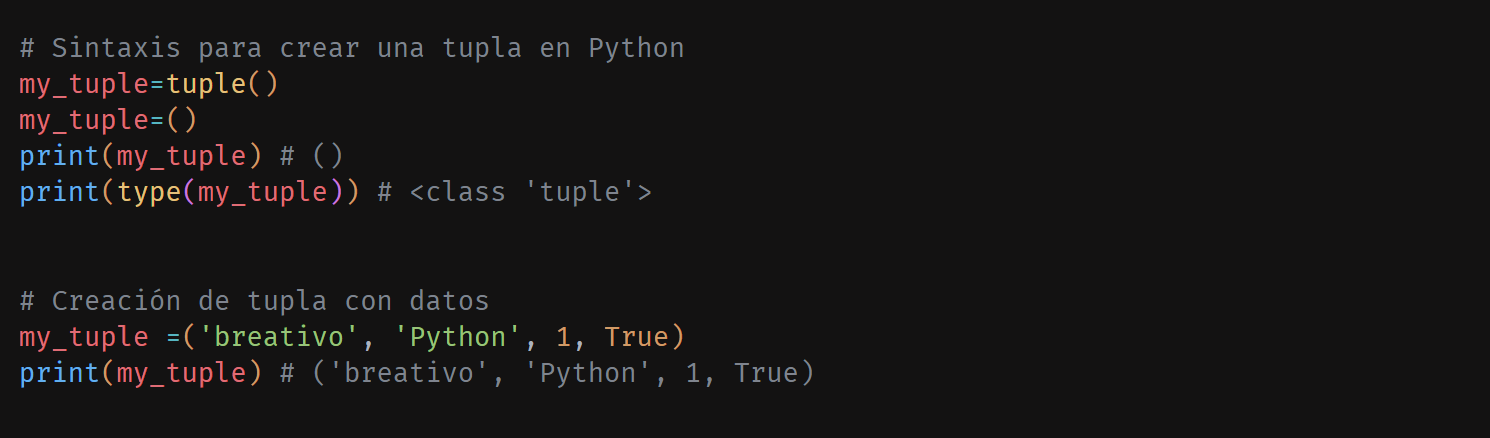 # Sintaxis para crear una tupla en Python
my_tuple=tuple()
my_tuple=()
print(my_tuple) # ()
print(type(my_tuple)) # <class 'tuple'>
# Creación de tupla con datos
my_tuple =('breativo', 'Python', 1, True)
print(my_tuple) # ('breativo', 'Python', 1, True)